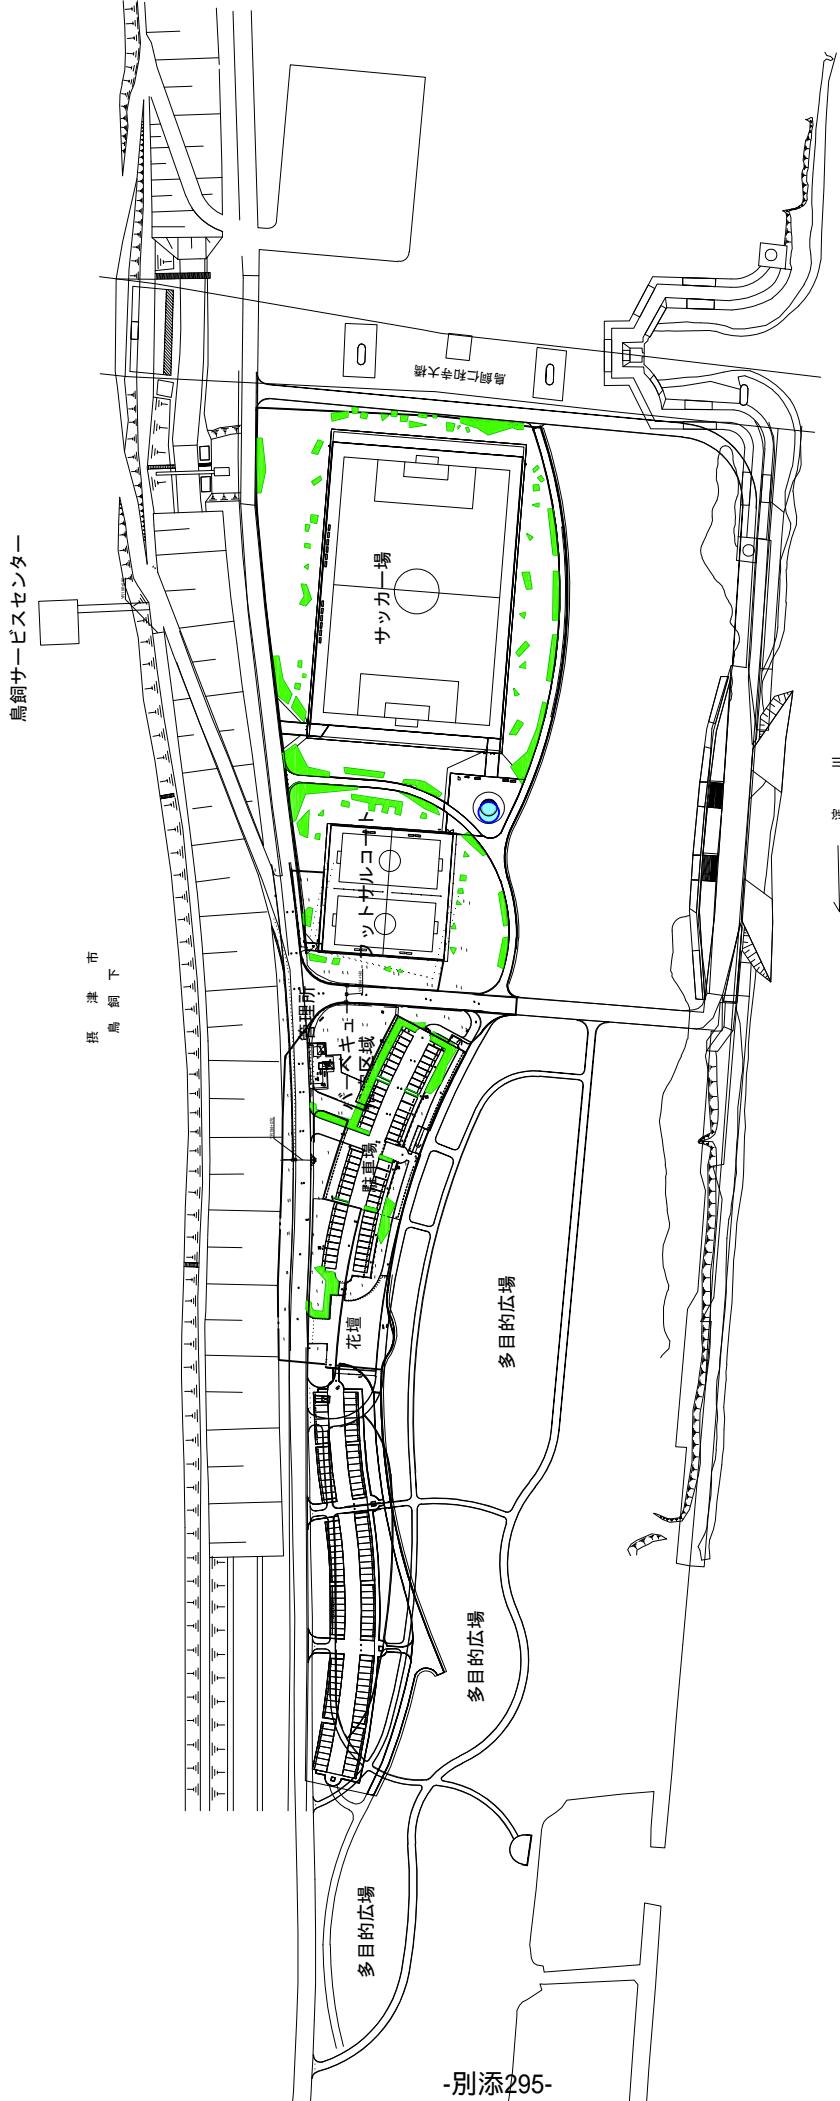 鳥飼仁和寺大橋
鳥飼サービスセンター
サッカー場
淀川
フットサルコート
摂津市
鳥飼下
管理所
バーベキュー
区域
駐車場
花壇
多目的広場
多目的広場
多目的広場
-別添295-